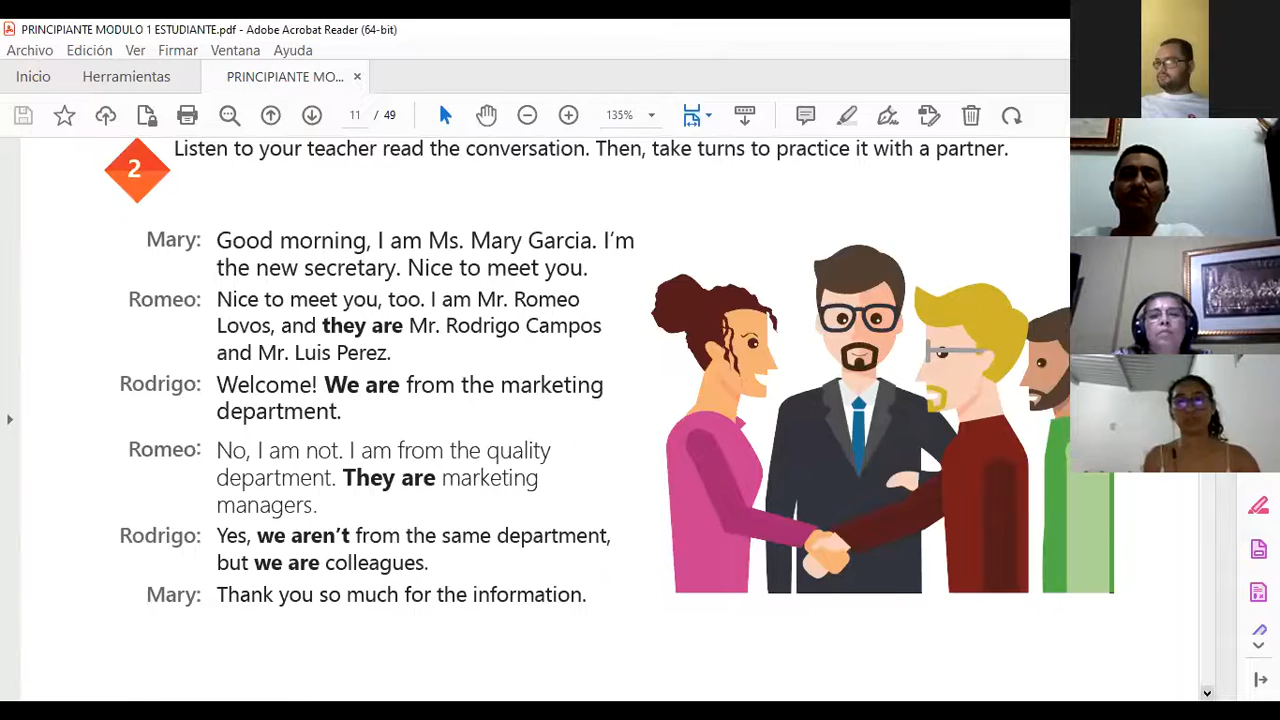 PRINCIPIANTE MODULO 1 ESTUDIANTE.pdf - Adobe Acrobat Reader (64-bit)
Archivo Edición Ver Firmar Ventana Ayuda
Inicio Herramientas PRINCIPIANTE MO... ×
11 / 49 135%
2 Listen to your teacher read the conversation. Then, take turns to practice it with a partner.
Mary: Good morning, I am Ms. Mary Garcia. I'm
the new secretary. Nice to meet you.
Romeo: Nice to meet you, too. I am Mr. Romeo
Lovos, and they are Mr. Rodrigo Campos
and Mr. Luis Perez.
Rodrigo: Welcome! We are from the marketing
department.
Romeo: No, I am not. I am from the quality
department. They are marketing
managers.
Rodrigo: Yes, we aren't from the same department,
but we are colleagues.
Mary: Thank you so much for the information.